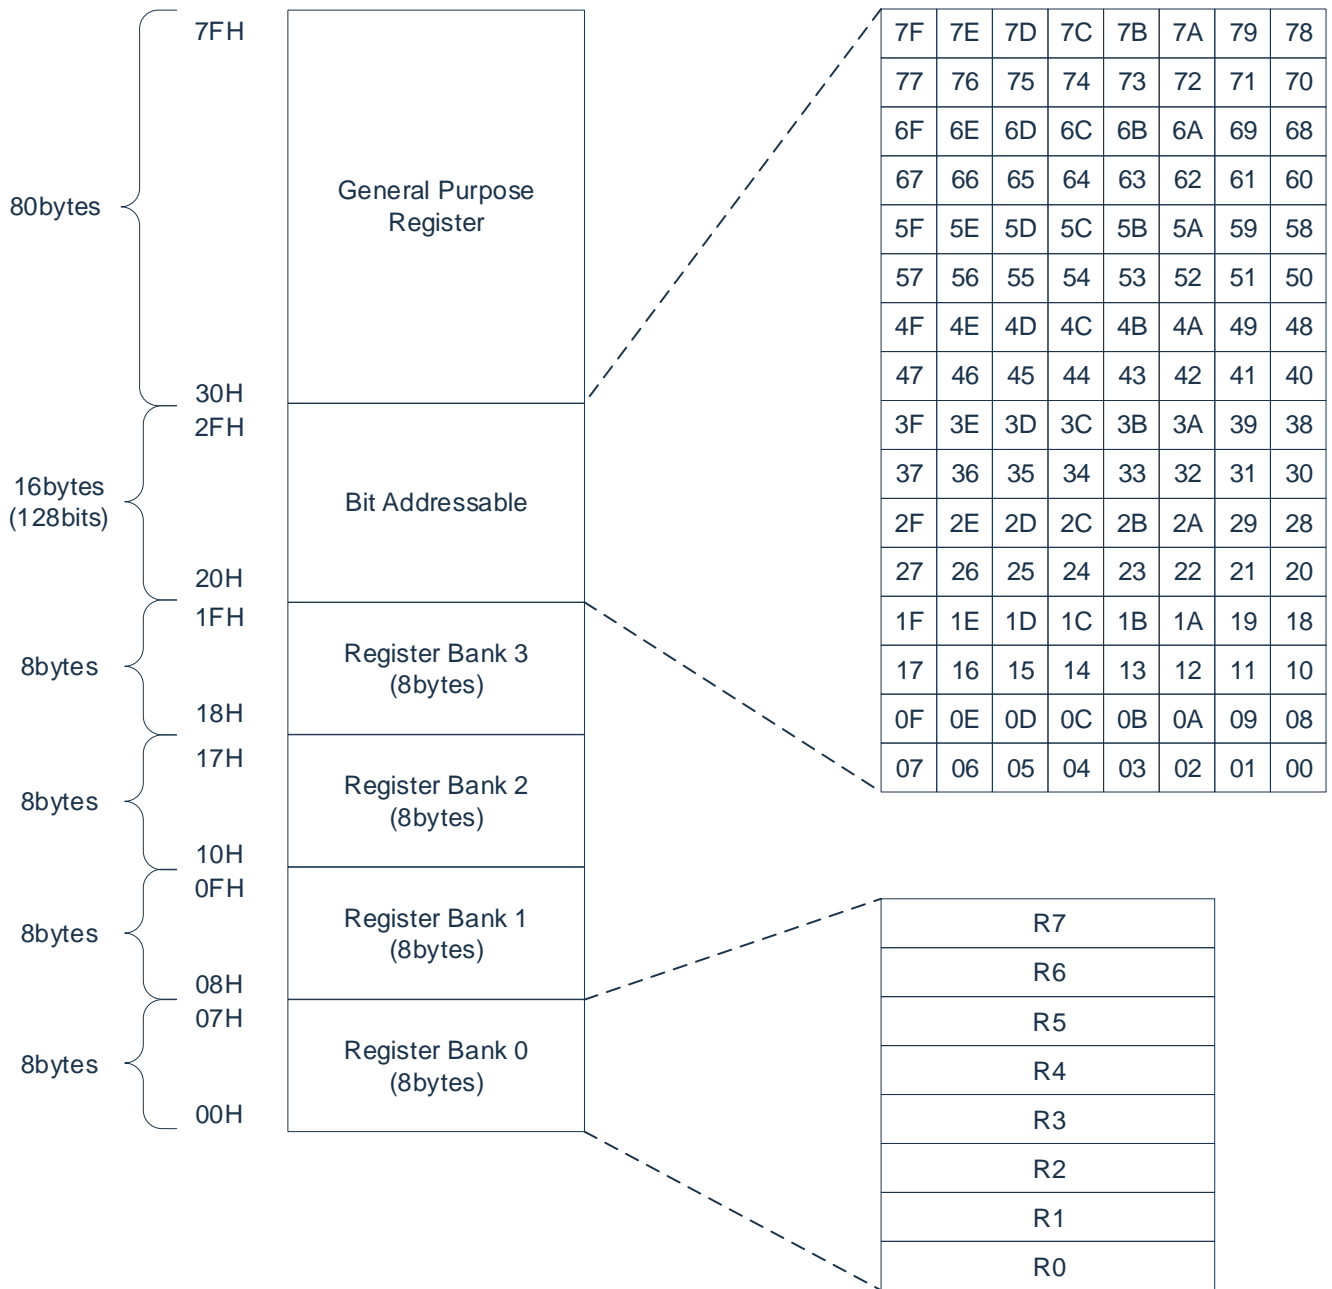 7FH
80bytes
General Purpose
Register
30H
2FH
16bytes
(128bits)
Bit Addressable
20H
1FH
8bytes
Register Bank 3
(8bytes)
18H
17H
8bytes
Register Bank 2
(8bytes)
10H
0FH
8bytes
Register Bank 1
(8bytes)
08H
07H
8bytes
Register Bank 0
(8bytes)
00H
7F 7E 7D 7C 7B 7A 79 78
77 76 75 74 73 72 71 70
6F 6E 6D 6C 6B 6A 69 68
67 66 65 64 63 62 61 60
5F 5E 5D 5C 5B 5A 59 58
57 56 55 54 53 52 51 50
4F 4E 4D 4C 4B 4A 49 48
47 46 45 44 43 42 41 40
3F 3E 3D 3C 3B 3A 39 38
37 36 35 34 33 32 31 30
2F 2E 2D 2C 2B 2A 29 28
27 26 25 24 23 22 21 20
1F 1E 1D 1C 1B 1A 19 18
17 16 15 14 13 12 11 10
0F 0E 0D 0C 0B 0A 09 08
07 06 05 04 03 02 01 00
R7
R6
R5
R4
R3
R2
R1
R0